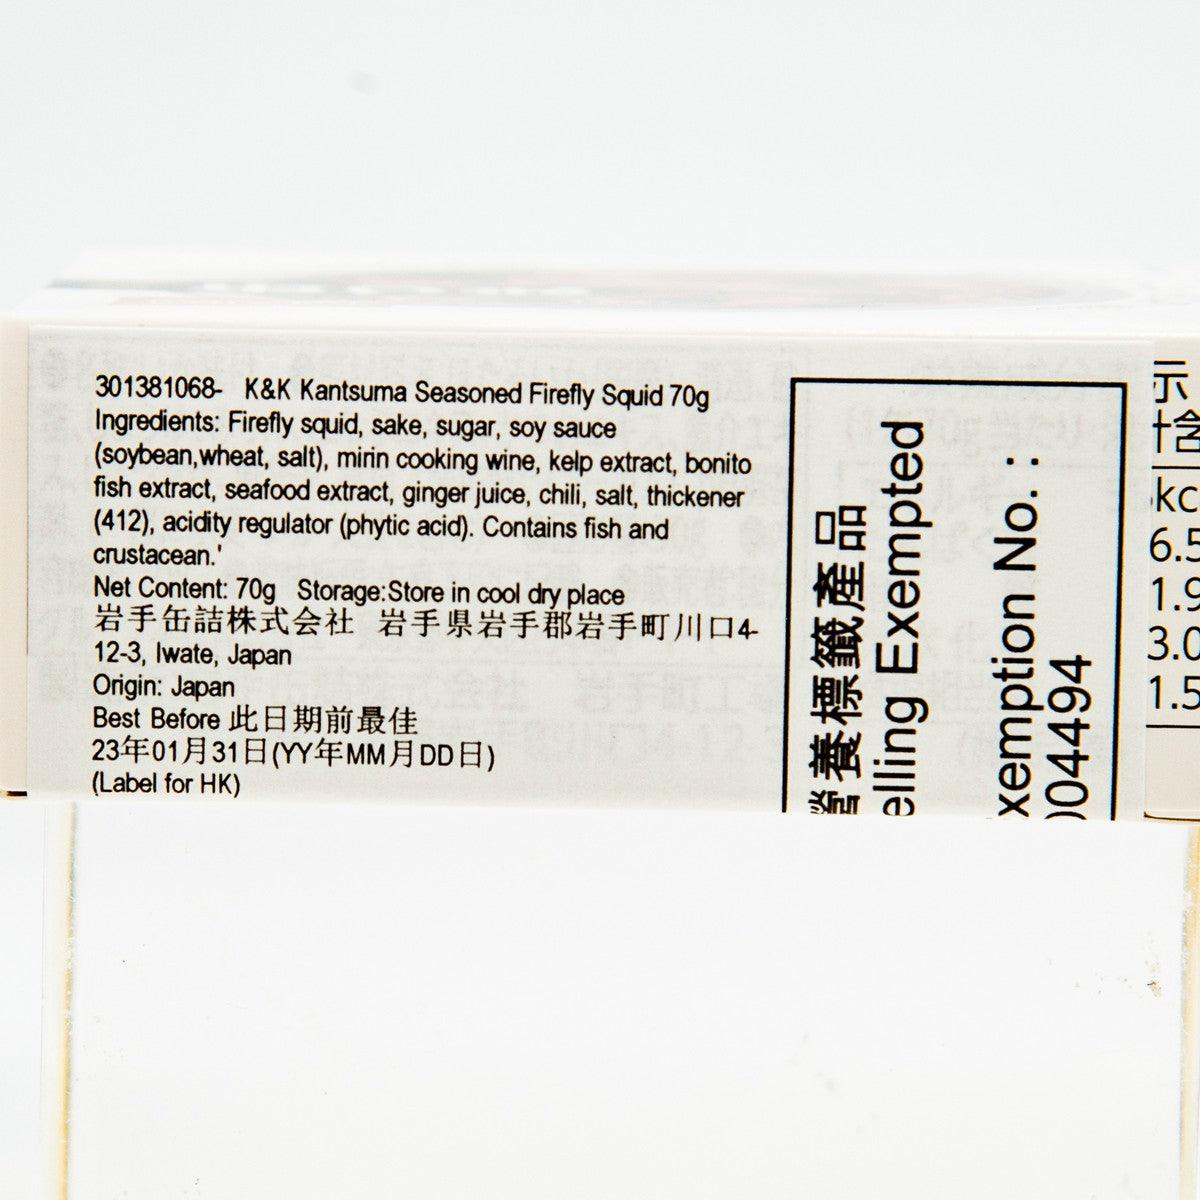 301381068- K&K Kantsuma Seasoned Firefly Squid 70g
Ingredients: Firefly squid, sake, sugar, soy sauce
(soybean,wheat, salt), mirin cooking wine, kelp extract, bonito
fish extract, seafood extract, ginger juice, chili, salt, thickener
(412), acidity regulator (phytic acid). Contains fish and
crustacean.'
Net Content: 70g Storage:Store in cool dry place
岩手缶詰株式会社 岩手県岩手郡岩手町川口4-
12-3, Iwate, Japan
Origin: Japan
Best Before 此日期前最佳
23年01月31日(YY年MM月DD日)
(Label for HK)
營養標籤產品
elling Exempted
xemption No. :
004494
示
kc
6.5
1.9
3.0
1.5